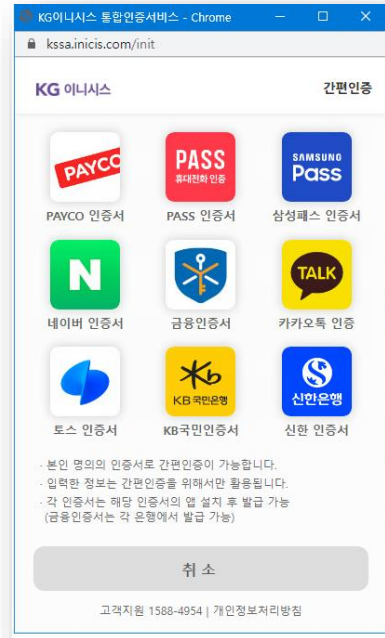 KG이니시스 통합인증서비스 - Chrome
kssa.inicis.com/init
KG 이니시스
간편인증
PAYCO
PASS
휴대전화 인증
SAMSUNG
Pass
PAYCO 인증서
PASS 인증서
삼성패스 인증서
N
TALK
네이버 인증서
금융인증서
카카오톡 인증
KB국민은행
신한은행
토스 인증서
KB국민인증서
신한 인증서
· 본인 명의의 인증서로 간편인증이 가능합니다.
· 입력한 정보는 간편인증을 위해서만 활용됩니다.
· 각 인증서는 해당 인증서의 앱 설치 후 발급 가능
(금융인증서는 각 은행에서 발급 가능)
취 소
고객지원 1588-4954 | 개인정보처리방침